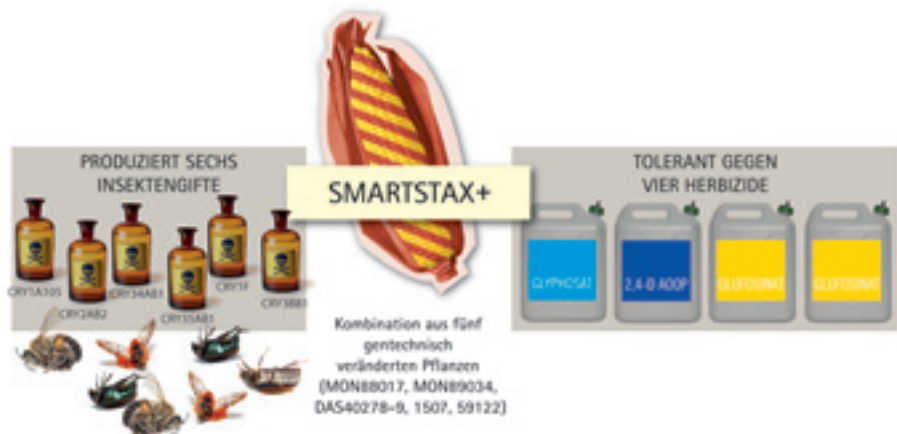 PRODUZIERT SECHS
INSEKTENGIFTE
CRY1A105
CRY2AB2
CRY34AB1
CRY35AB1
CRY1F
CRY3BB1
SMARTSTAX+
Kombination aus fünf
gentechnisch
veränderten Pflanzen
(MON88017, MON89034,
DAS40278-9, 1507, 59122)
TOLERANT GEGEN
VIER HERBIZIDE
GLYPHOSAT
2,4-D AOOP
GLUFOSINAT
GLUFOSINAT